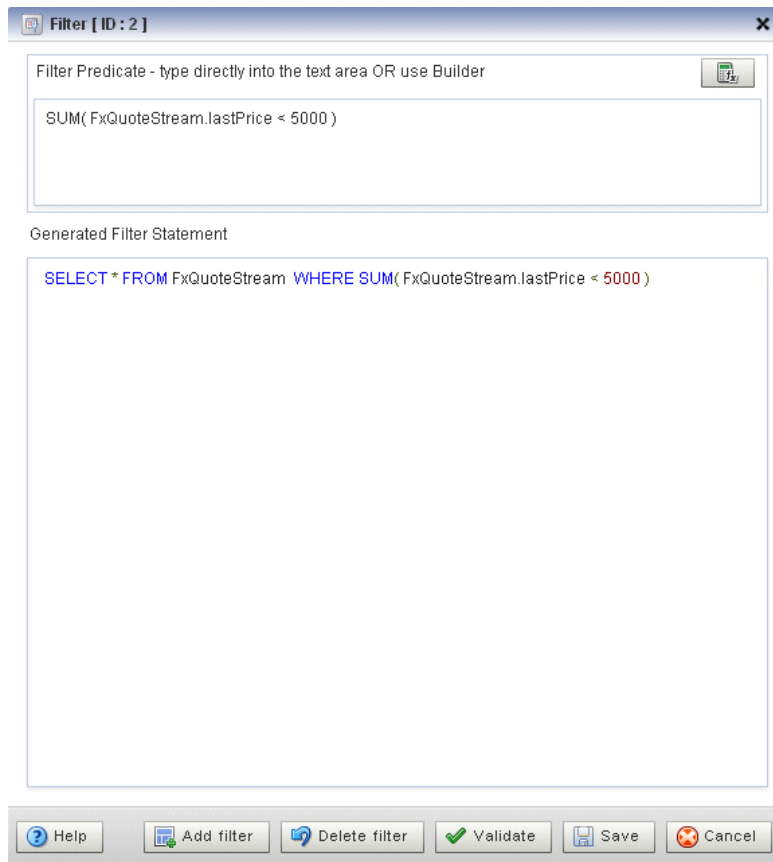 Filter [ ID : 2 ]
Filter Predicate - type directly into the text area OR use Builder
SUM( FxQuoteStream.lastPrice < 5000 )
Generated Filter Statement
SELECT * FROM FxQuoteStream  WHERE SUM( FxQuoteStream.lastPrice < 5000 )
Help Add filter Delete filter Validate Save Cancel